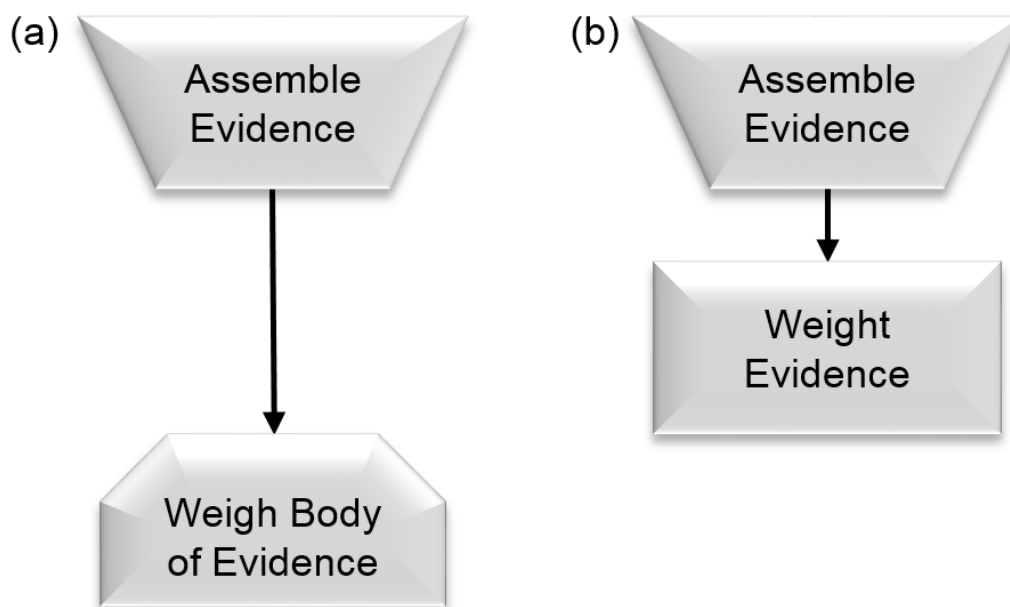 (a)
Assemble
Evidence
Weigh Body
of Evidence
(b)
Assemble
Evidence
Weight
Evidence